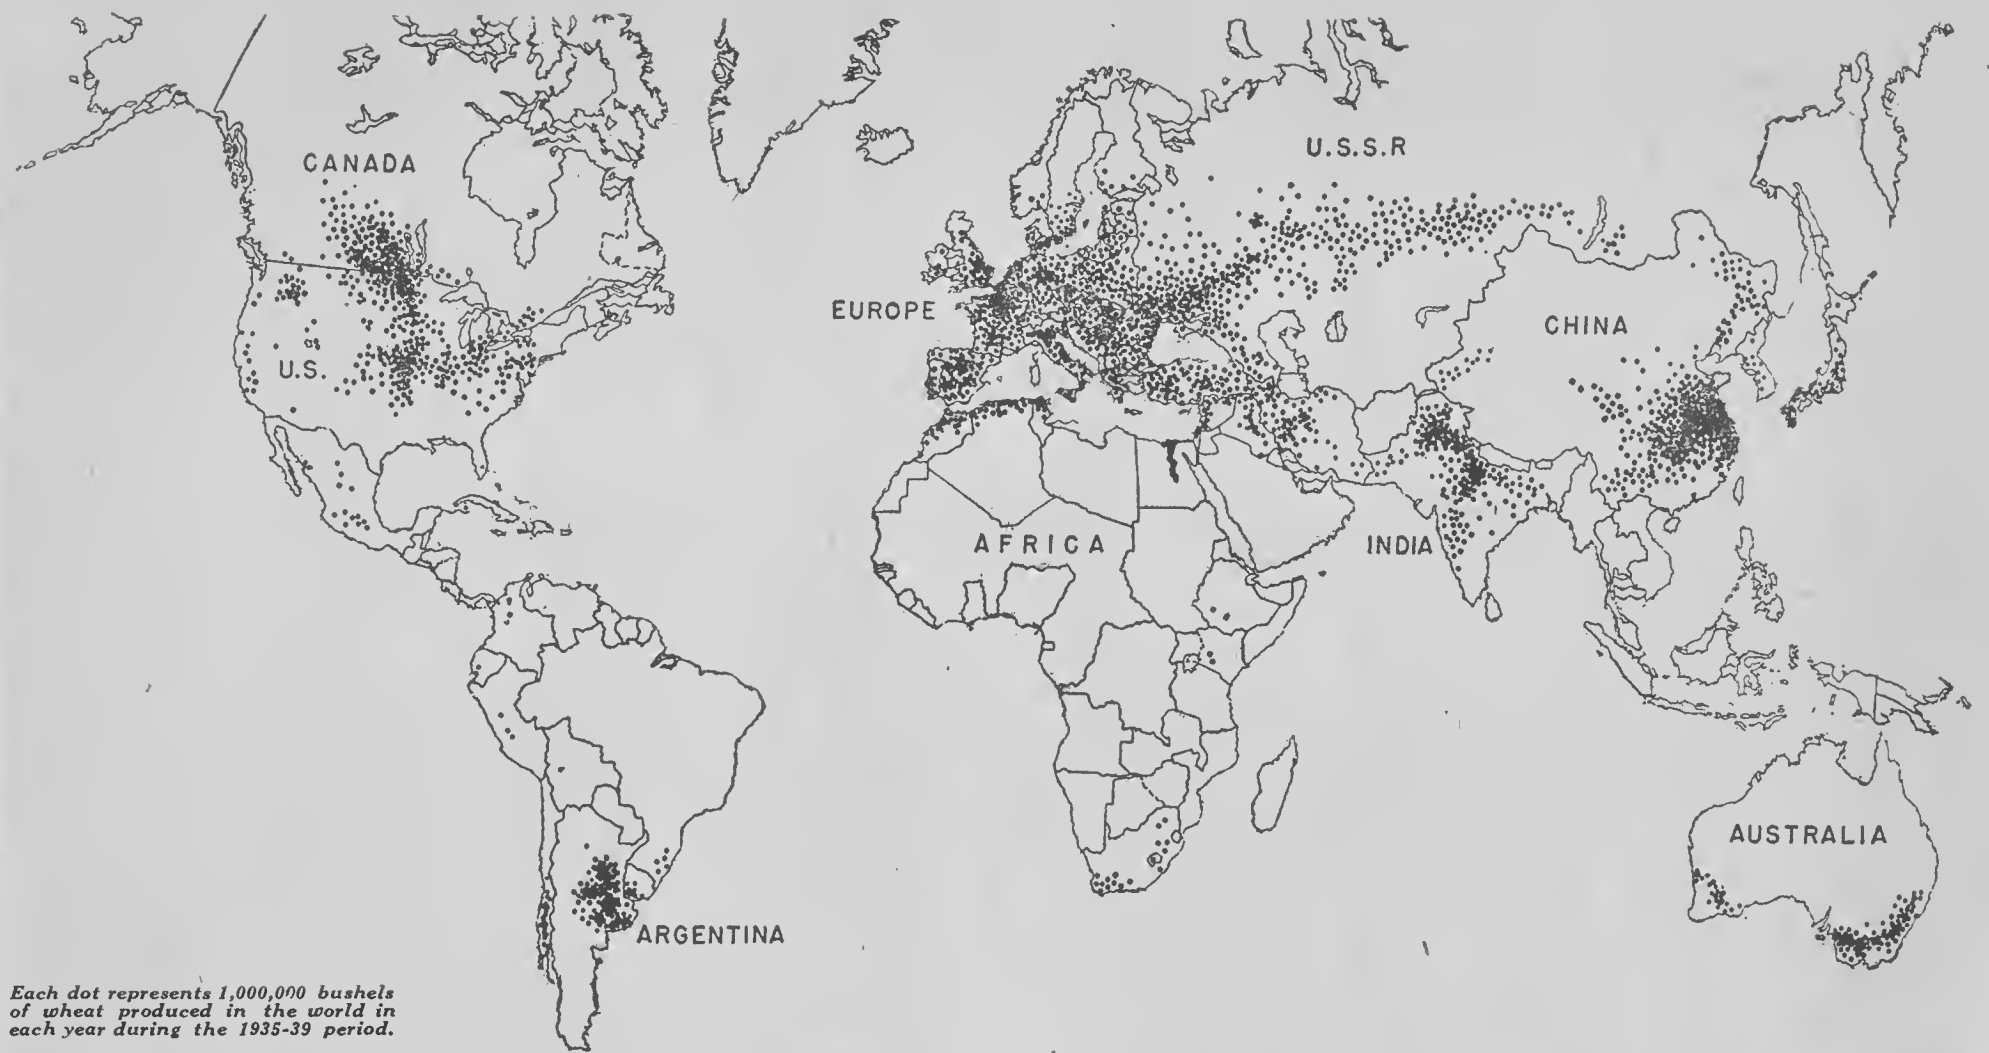 CANADA
U.S.S.R
EUROPE
CHINA
U.S.
AFRICA
INDIA
AUSTRALIA
ARGENTINA
Each dot represents 1,000,000 bushels
of wheat produced in the world in
each year during the 1935-39 period.